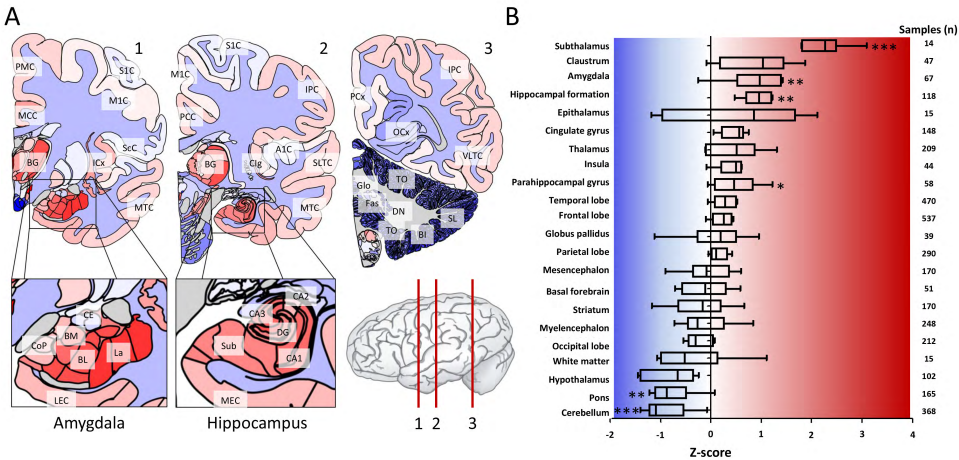 A
B
1
2
3
Samples (n)
PMC
S1C
M1C
MCC
BG
ICx
ScC
MTC
S1C
M1C
IPC
PCC
A1C
BG
Clg
SLTC
MTC
IPC
PCx
OCx
VLTC
TO
Glo
Fas
DN
SL
TO
BI
CE
CoP
BM
BL
La
LEC
CA2
CA3
DG
Sub
CA1
MEC
Amygdala
Hippocampus
1 2 3
Subthalamus *** 14
Claustrum 47
Amygdala ** 67
Hippocampal formation ** 118
Epithalamus 15
Cingulate gyrus 148
Thalamus 209
Insula 44
Parahippocampal gyrus * 58
Temporal lobe 470
Frontal lobe 537
Globus pallidus 39
Parietal lobe 290
Mesencephalon 170
Basal forebrain 51
Striatum 170
Myelencephalon 248
Occipital lobe 212
White matter 15
Hypothalamus 102
Pons ** 165
Cerebellum *** 368
-2 -1 0 1 2 3 4
Z-score